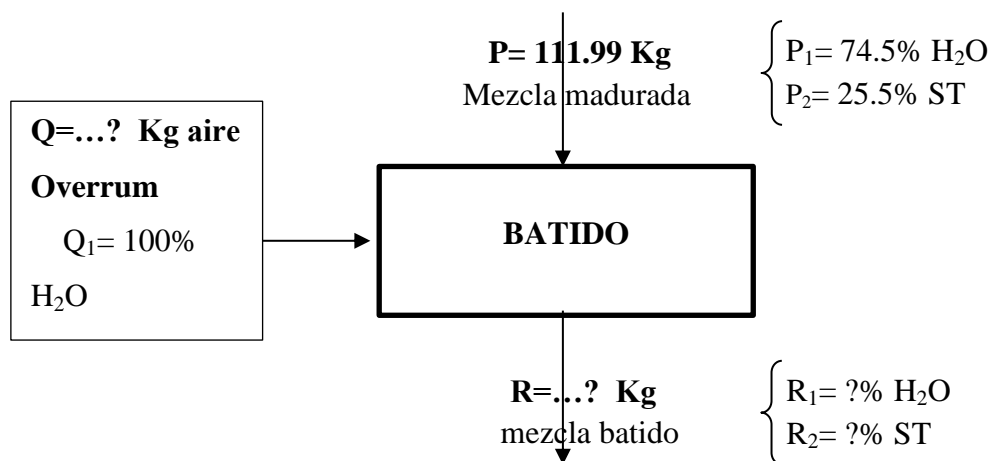 P= 111.99 Kg
Mezcla madurada
P₁= 74.5% H₂O
P₂= 25.5% ST
Q=…? Kg aire
Overrum
Q₁= 100%
H₂O
BATIDO
R=…? Kg
mezcla batido
R₁= ?% H₂O
R₂= ?% ST